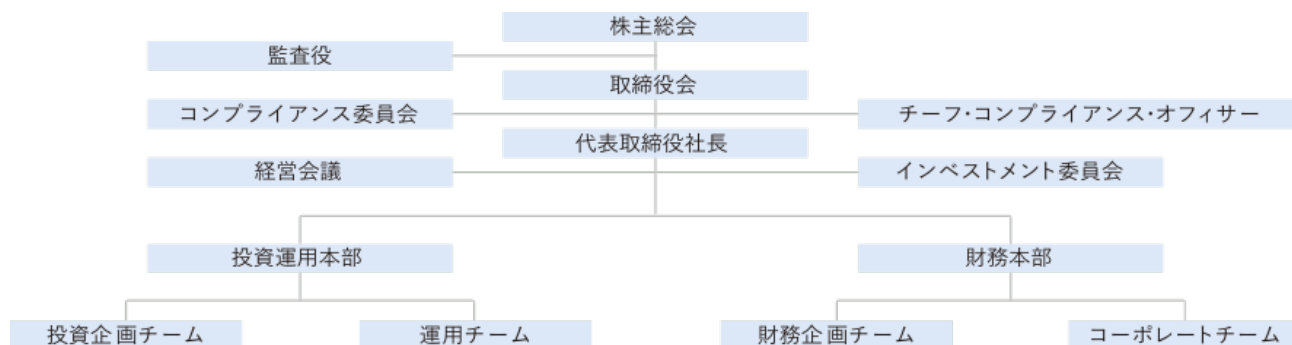 株主総会
監査役
取締役会
コンプライアンス委員会
チーフ･コンプライアンス･オフィサー
代表取締役社長
経営会議
インベストメント委員会
投資運用本部
財務本部
投資企画チーム
運用チーム
財務企画チーム
コーポレートチーム